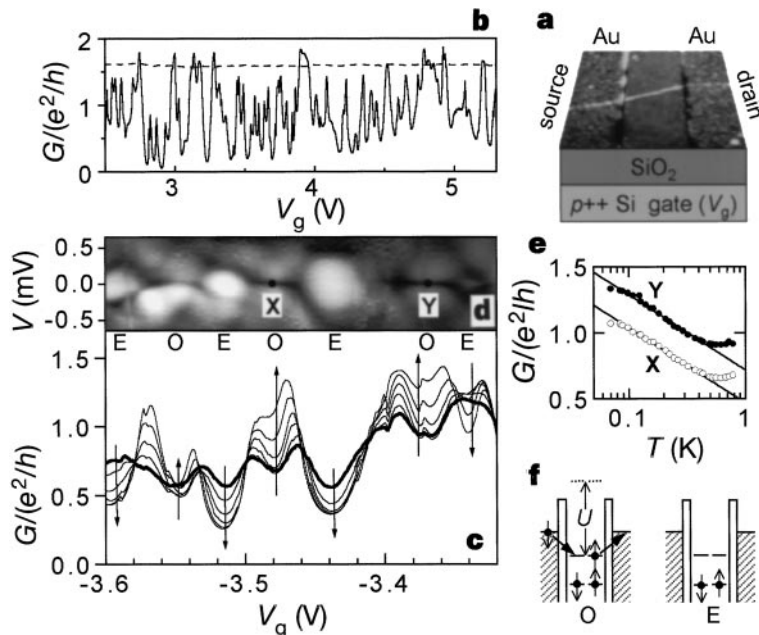 b
G/(e²/h)
2
1
0
3 4 5
V_g (V)
a
Au Au
source
drain
SiO₂
p++ Si gate (V_g)
V (mV)
0.5
0.0
-0.5
X
Y
d
E O E O E O E
G/(e²/h)
1.5
1.0
0.5
0.0
c
-3.6 -3.5 -3.4
V_g (V)
e
G/(e²/h)
1.5
1.0
0.5
Y
X
0.1 1
T (K)
f
U
O E